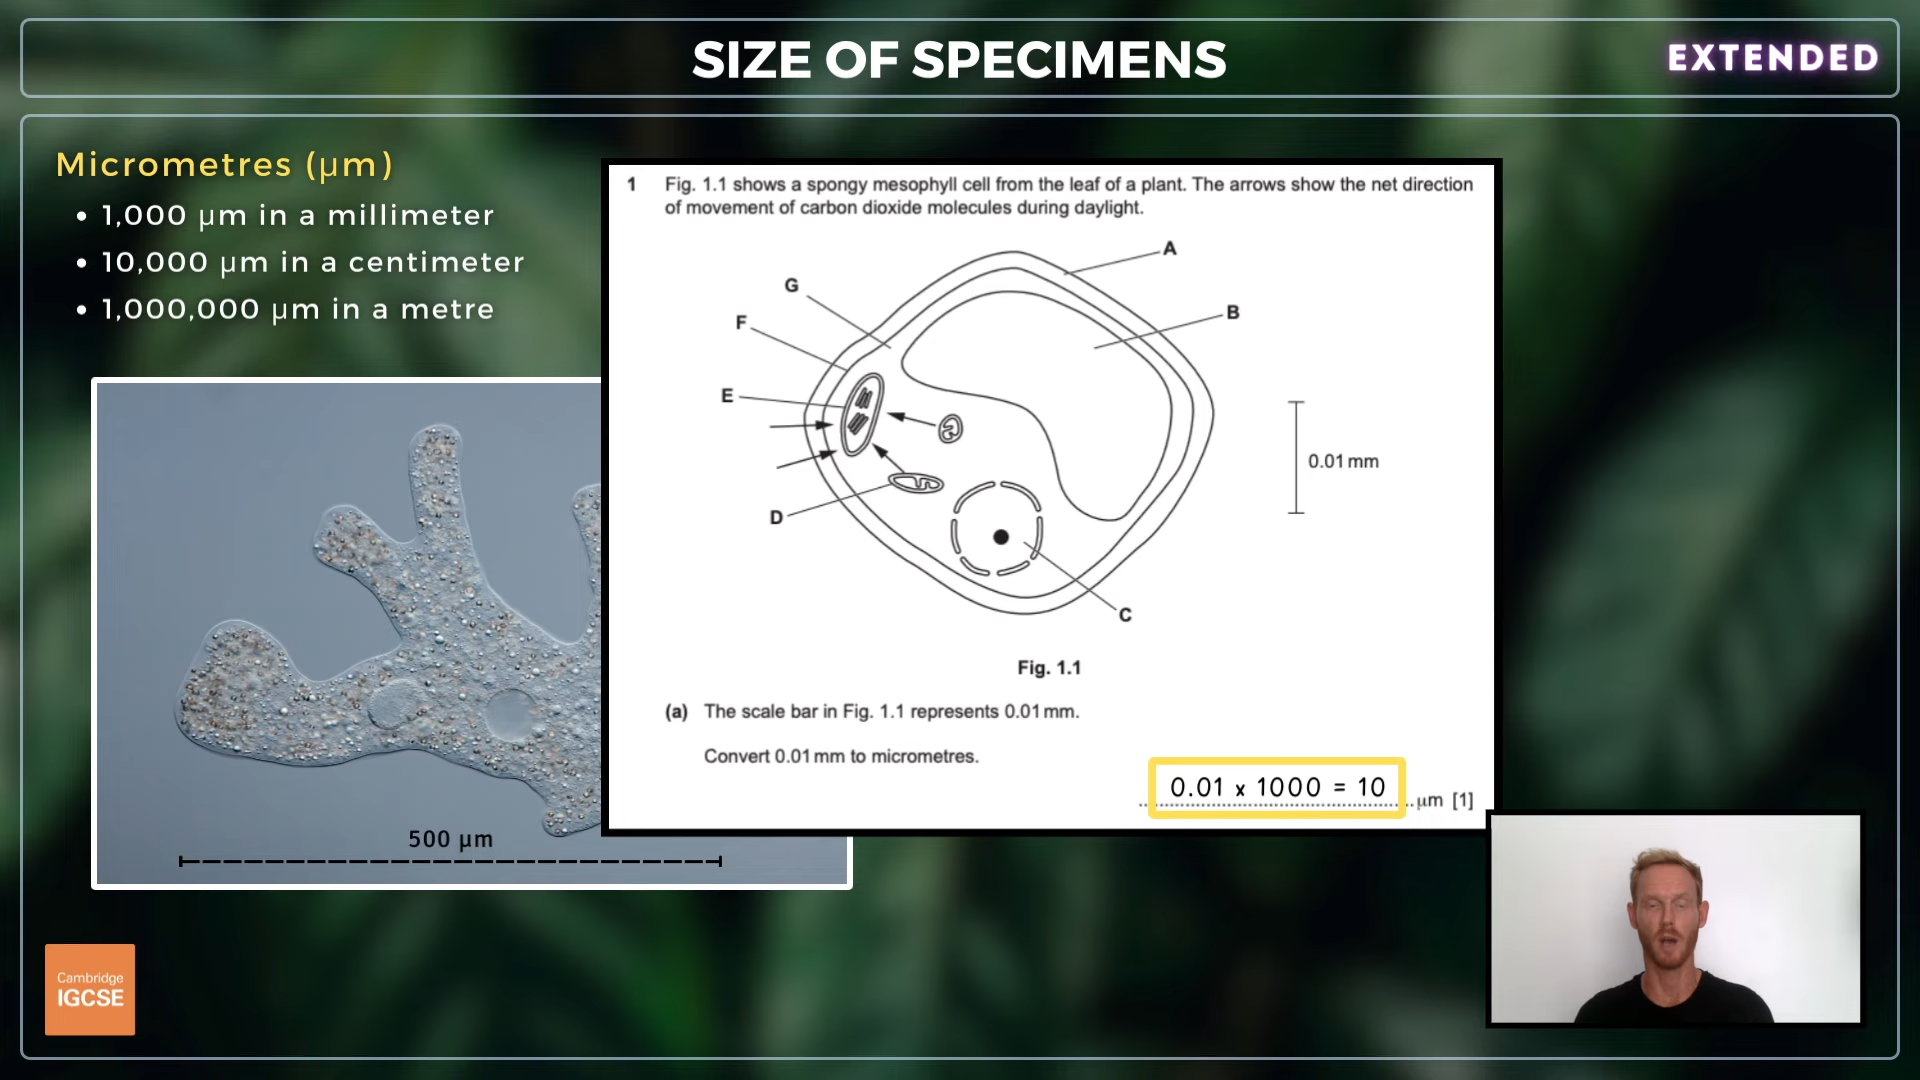 SIZE OF SPECIMENS
EXTENDED
Micrometres (µm)
• 1,000 µm in a millimeter
• 10,000 µm in a centimeter
• 1,000,000 µm in a metre
500 µm
1 Fig. 1.1 shows a spongy mesophyll cell from the leaf of a plant. The arrows show the net direction
of movement of carbon dioxide molecules during daylight.
A
G
B
F
E
0.01 mm
D
C
Fig. 1.1
(a) The scale bar in Fig. 1.1 represents 0.01 mm.
Convert 0.01 mm to micrometres.
0.01 x 1000 = 10
µm [1]
Cambridge
IGCSE